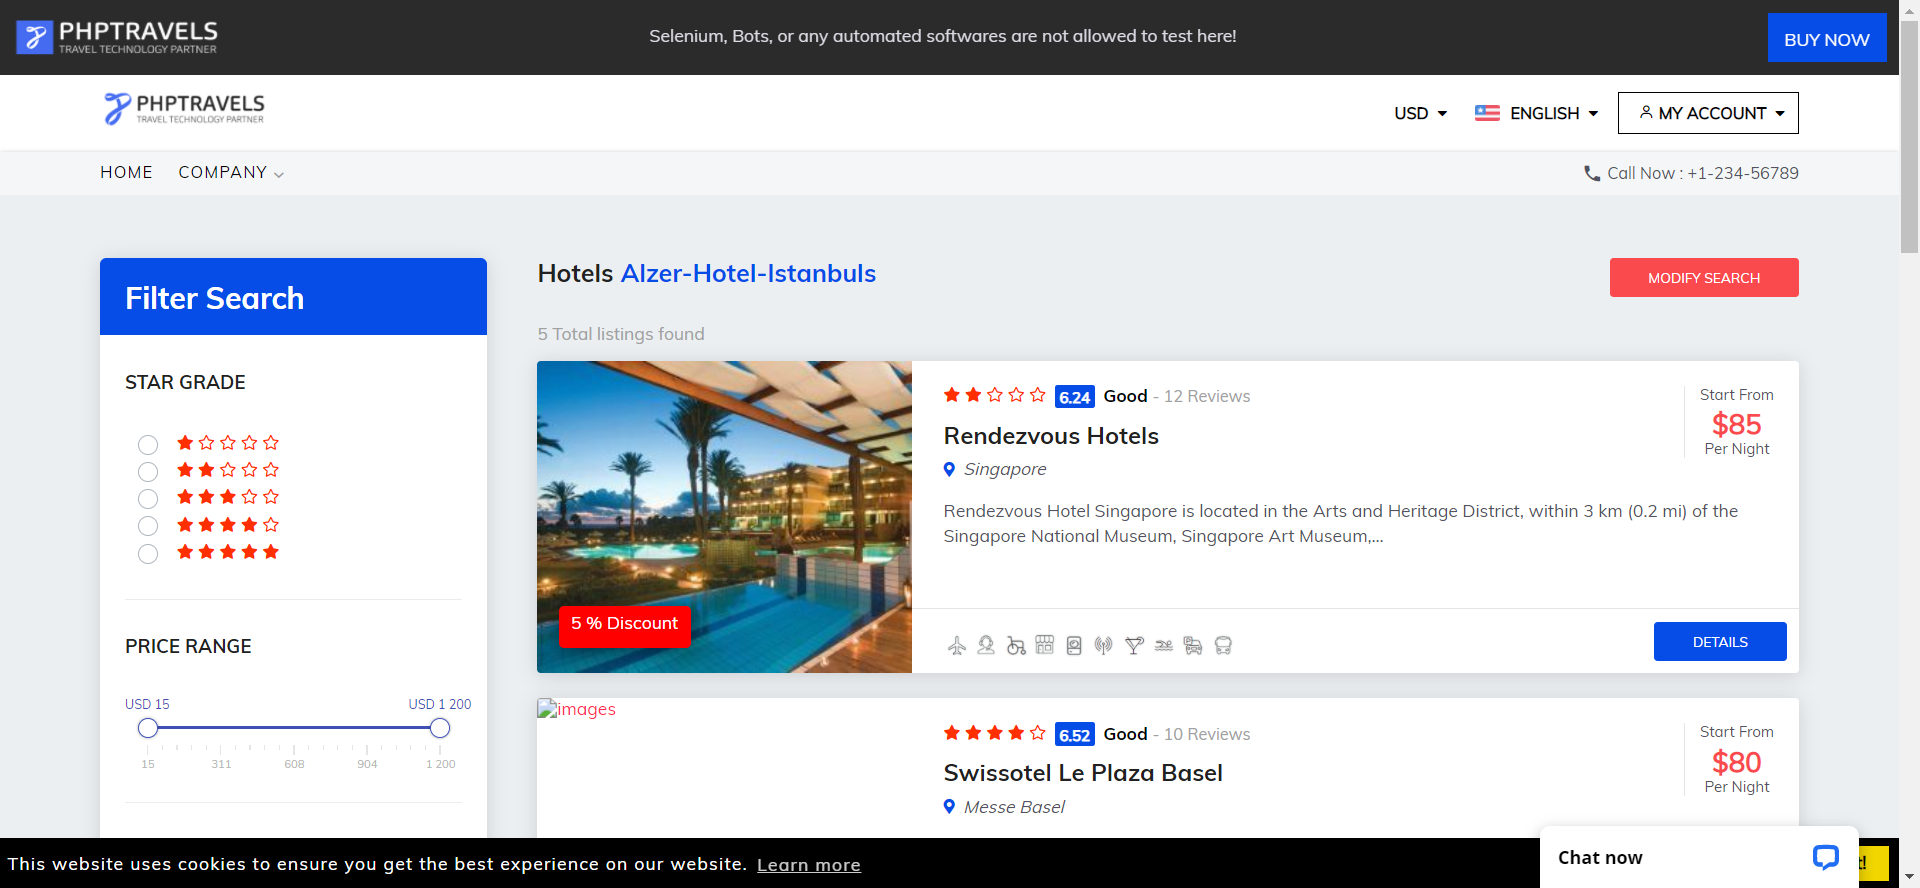 PHPTRAVELS
TRAVEL TECHNOLOGY PARTNER
Selenium, Bots, or any automated softwares are not allowed to test here!
BUY NOW
PHPTRAVELS
TRAVEL TECHNOLOGY PARTNER
USD
ENGLISH
MY ACCOUNT
HOME
COMPANY
Call Now : +1-234-56789
Filter Search
STAR GRADE
PRICE RANGE
USD 15
USD 1 200
15
311
608
904
1 200
Hotels Alzer-Hotel-Istanbuls
MODIFY SEARCH
5 Total listings found
5 % Discount
6.24 Good - 12 Reviews
Rendezvous Hotels
Singapore
Rendezvous Hotel Singapore is located in the Arts and Heritage District, within 3 km (0.2 mi) of the
Singapore National Museum, Singapore Art Museum,...
Start From
$85
Per Night
DETAILS
images
6.52 Good - 10 Reviews
Swissotel Le Plaza Basel
Messe Basel
Start From
$80
Per Night
This website uses cookies to ensure you get the best experience on our website. Learn more
Chat now